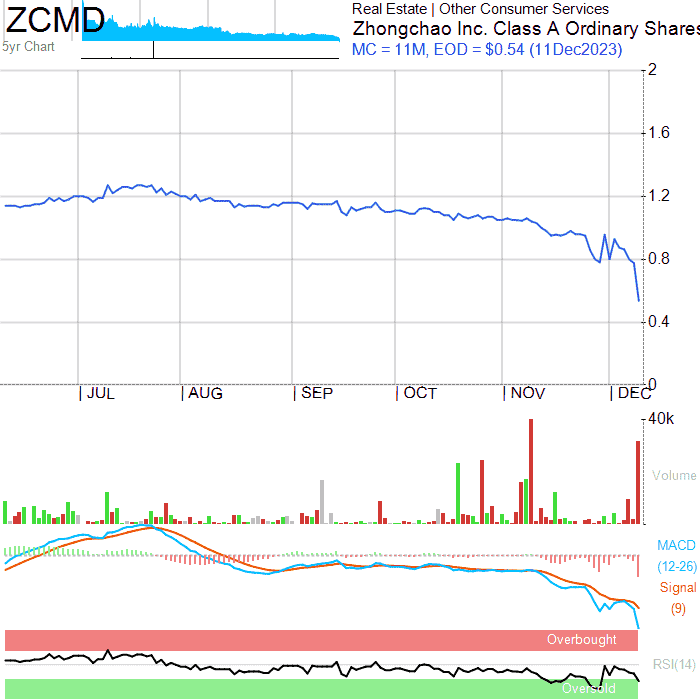 ZCMD
5yr Chart
Real Estate | Other Consumer Services
Zhongchao Inc. Class A Ordinary Shares
MC = 11M, EOD = $0.54 (11Dec2023)
2
1.6
1.2
0.8
0.4
0
| JUL | AUG | SEP | OCT | NOV | DEC
40k
Volume
MACD
(12-26)
Signal
(9)
Overbought
RSI(14)
Oversold